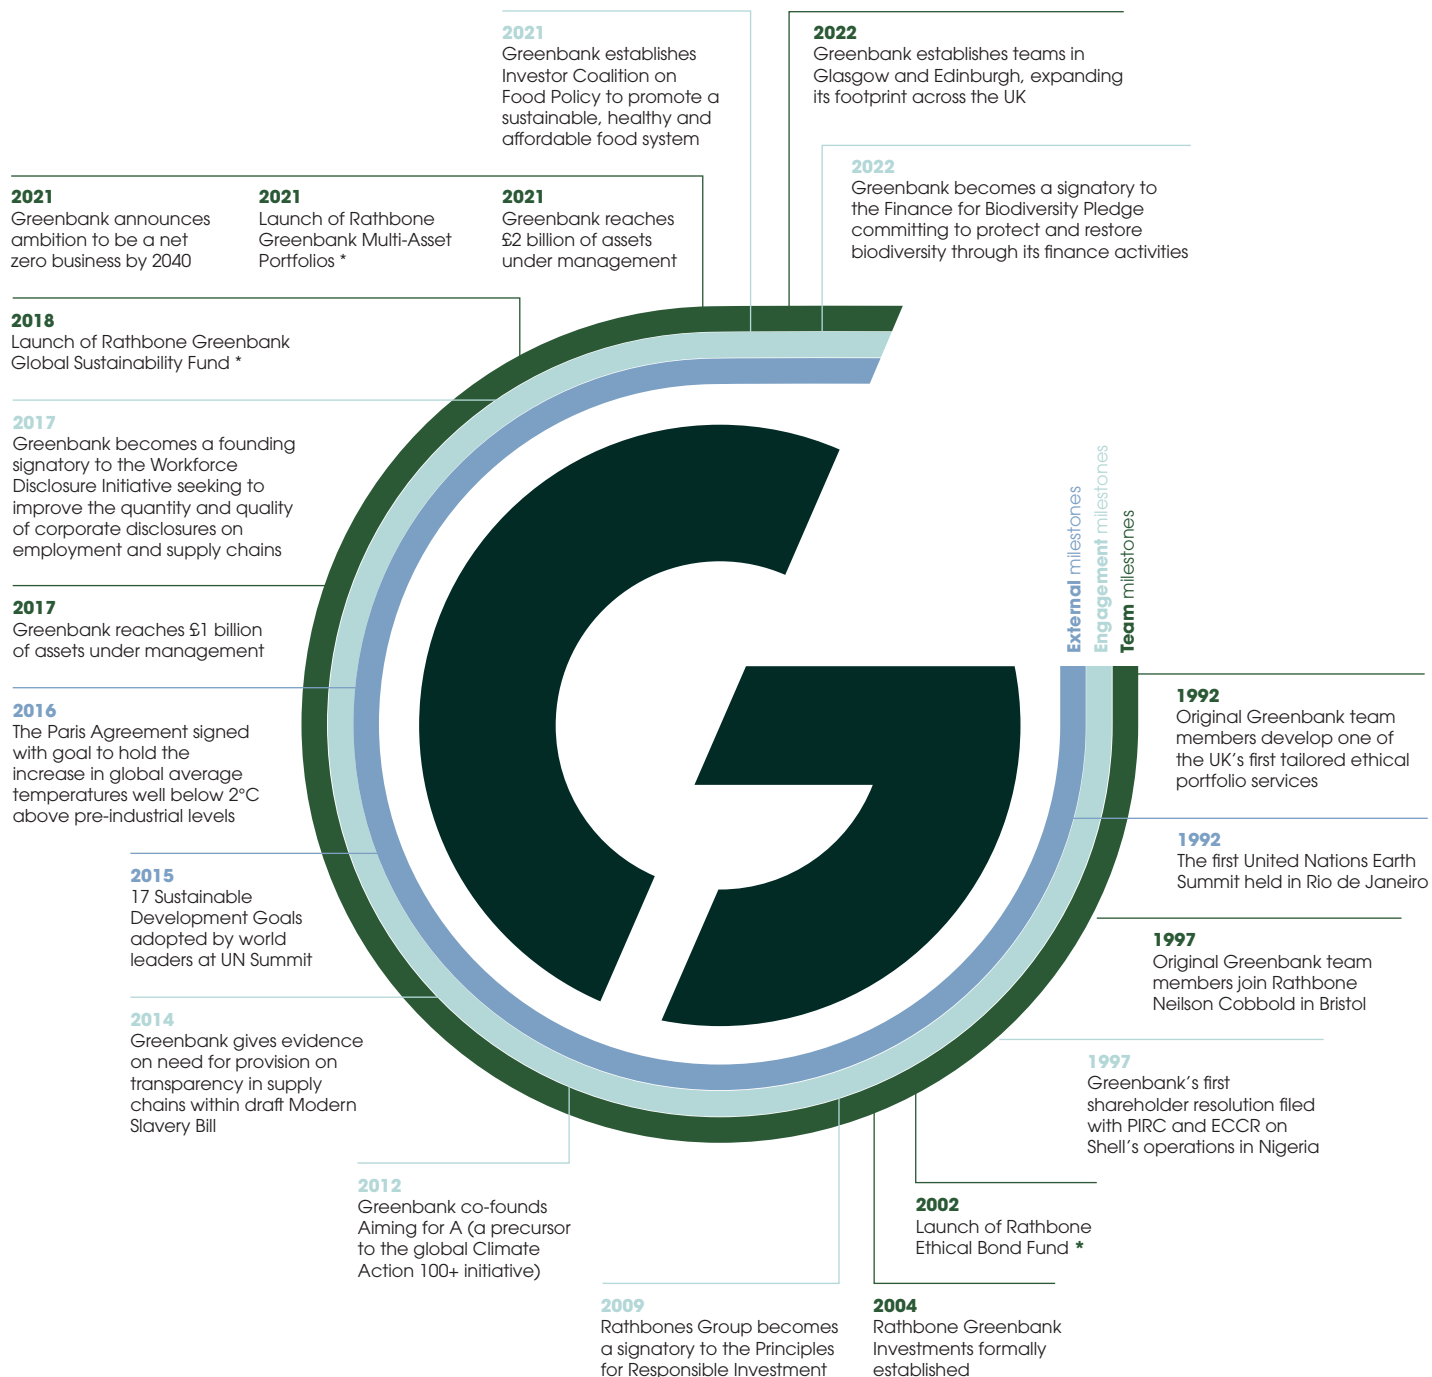 2021
Greenbank establishes
Investor Coalition on
Food Policy to promote a
sustainable, healthy and
affordable food system
2022
Greenbank establishes teams in
Glasgow and Edinburgh, expanding
its footprint across the UK
2022
Greenbank becomes a signatory to
the Finance for Biodiversity Pledge
committing to protect and restore
biodiversity through its finance activities
2021
Greenbank announces
ambition to be a net
zero business by 2040
2021
Launch of Rathbone
Greenbank Multi-Asset
Portfolios *
2021
Greenbank reaches
£2 billion of assets
under management
2018
Launch of Rathbone Greenbank
Global Sustainability Fund *
2017
Greenbank becomes a founding
signatory to the Workforce
Disclosure Initiative seeking to
improve the quantity and quality
of corporate disclosures on
employment and supply chains
2017
Greenbank reaches £1 billion
of assets under management
2016
The Paris Agreement signed
with goal to hold the
increase in global average
temperatures well below 2°C
above pre-industrial levels
2015
17 Sustainable
Development Goals
adopted by world
leaders at UN Summit
2014
Greenbank gives evidence
on need for provision on
transparency in supply
chains within draft Modern
Slavery Bill
2012
Greenbank co-founds
Aiming for A (a precursor
to the global Climate
Action 100+ initiative)
2009
Rathbones Group becomes
a signatory to the Principles
for Responsible Investment
2004
Rathbone Greenbank
Investments formally
established
2002
Launch of Rathbone
Ethical Bond Fund *
1997
Greenbank's first
shareholder resolution filed
with PIRC and ECCR on
Shell's operations in Nigeria
1997
Original Greenbank team
members join Rathbone
Neilson Cobbold in Bristol
1992
The first United Nations Earth
Summit held in Rio de Janeiro
1992
Original Greenbank team
members develop one of
the UK's first tailored ethical
portfolio services
External milestones
Engagement milestones
Team milestones